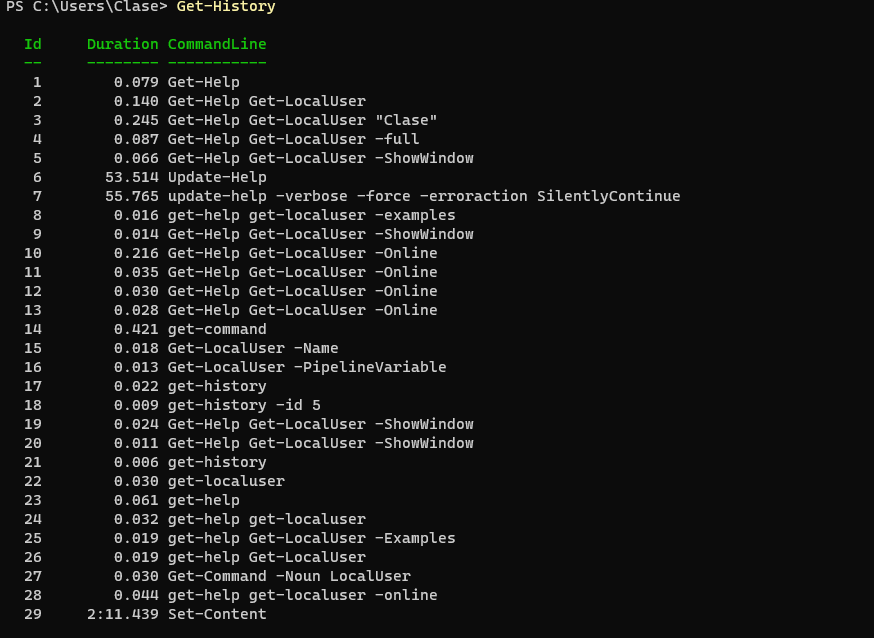 PS C:\Users\Clase> Get-History
Id Duration CommandLine
-- -------- -----------
1 0.079 Get-Help
2 0.140 Get-Help Get-LocalUser
3 0.245 Get-Help Get-LocalUser "Clase"
4 0.087 Get-Help Get-LocalUser -full
5 0.066 Get-Help Get-LocalUser -ShowWindow
6 53.514 Update-Help
7 55.765 update-help -verbose -force -erroraction SilentlyContinue
8 0.016 get-help get-localuser -examples
9 0.014 Get-Help Get-LocalUser -ShowWindow
10 0.216 Get-Help Get-LocalUser -Online
11 0.035 Get-Help Get-LocalUser -Online
12 0.030 Get-Help Get-LocalUser -Online
13 0.028 Get-Help Get-LocalUser -Online
14 0.421 get-command
15 0.018 Get-LocalUser -Name
16 0.013 Get-LocalUser -PipelineVariable
17 0.022 get-history
18 0.009 get-history -id 5
19 0.024 Get-Help Get-LocalUser -ShowWindow
20 0.011 Get-Help Get-LocalUser -ShowWindow
21 0.006 get-history
22 0.030 get-localuser
23 0.061 get-help
24 0.032 get-help get-localuser
25 0.019 get-help Get-LocalUser -Examples
26 0.019 get-help Get-LocalUser
27 0.030 Get-Command -Noun LocalUser
28 0.044 get-help get-localuser -online
29 2:11.439 Set-Content